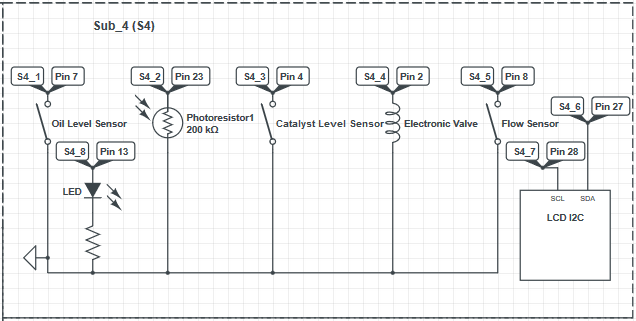 Sub_4 (S4)
S4_1 Pin 7
S4_2 Pin 23
S4_3 Pin 4
S4_4 Pin 2
S4_5 Pin 8
S4_6 Pin 27
Oil Level Sensor
Photoresistor1
200 kΩ
Catalyst Level Sensor
Electronic Valve
Flow Sensor
S4_8 Pin 13
S4_7 Pin 28
LED
SCL SDA
LCD I2C